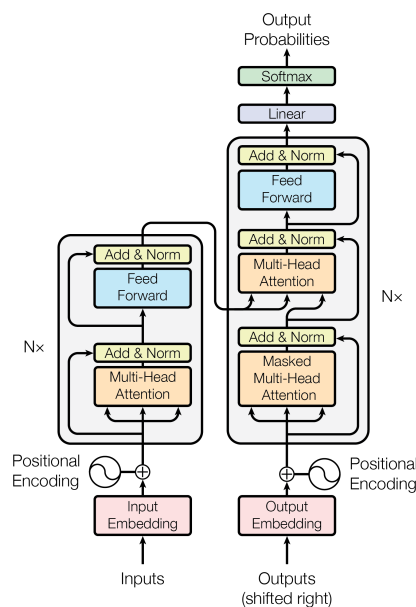 Output
Probabilities
Softmax
Linear
Add & Norm
Feed
Forward
Add & Norm
Multi-Head
Attention
Add & Norm
Masked
Multi-Head
Attention
Nx
Add & Norm
Feed
Forward
Add & Norm
Multi-Head
Attention
Nx
Positional
Encoding
Positional
Encoding
Input
Embedding
Output
Embedding
Inputs
Outputs
(shifted right)